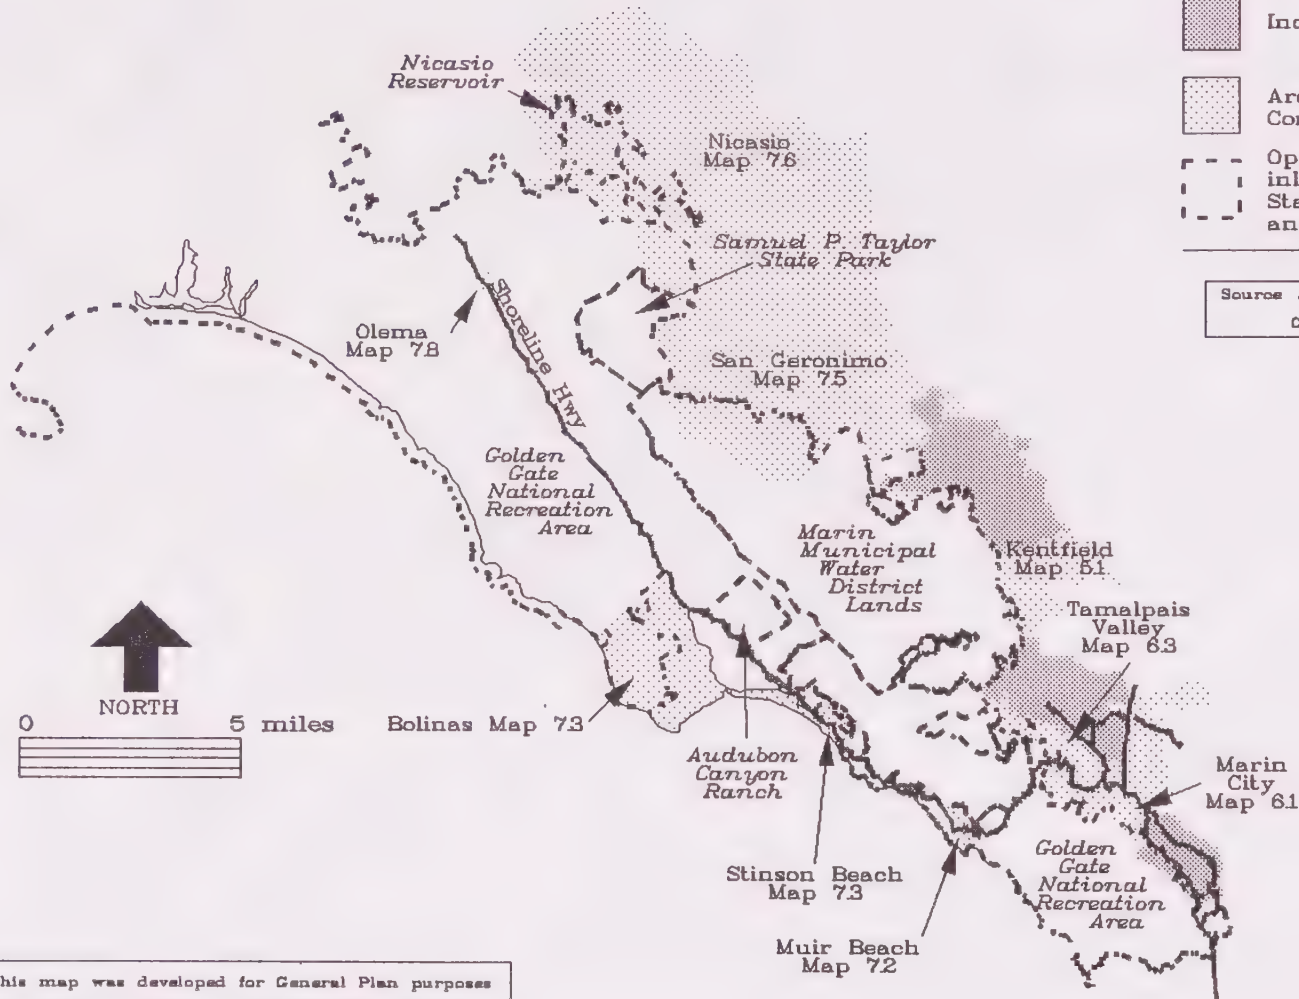 Nicasio
Reservoir
Nicasio
Map 7.6
Samuel P. Taylor
State Park
Olema
Map 7.8
Shoreline Hwy
San Geronimo
Map 7.5
Golden
Gate
National
Recreation
Area
Marin
Municipal
Water
District
Lands
Kentfield
Map 5.1
Tamalpais
Valley
Map 6.3
NORTH
0 5 miles
Bolinas Map 7.3
Audubon
Canyon
Ranch
Marin
City
Map 6.1
Stinson Beach
Map 7.3
Golden
Gate
National
Recreation
Area
Muir Beach
Map 7.2
his map was developed for General Plan purposes
Source